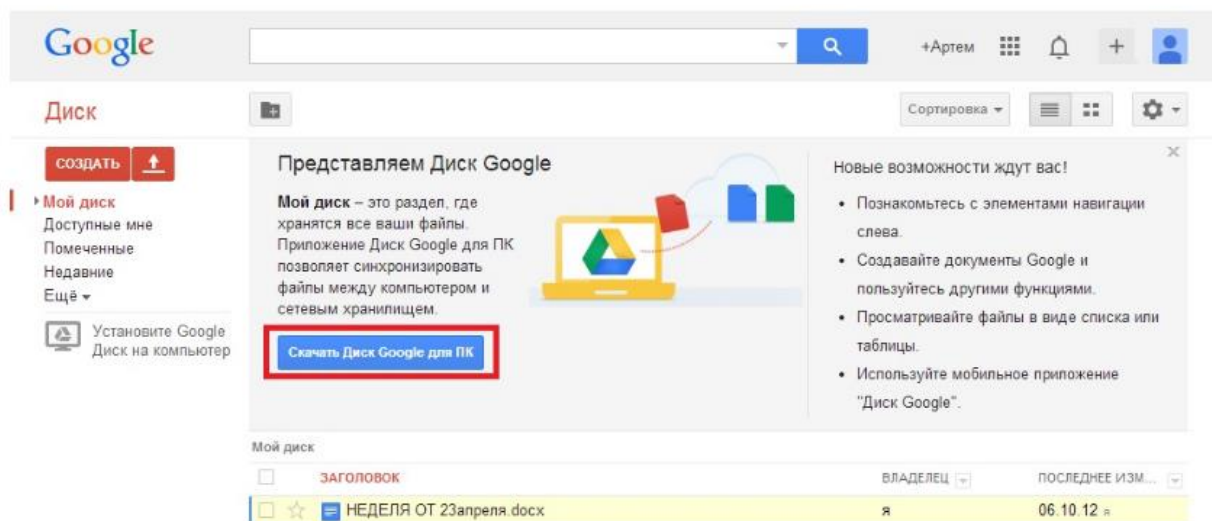 Google
+Артем
Диск
Сортировка
СОЗДАТЬ
Мой диск
Доступные мне
Помеченные
Недавние
Ещё
Установите Google
Диск на компьютер
Представляем Диск Google
Мой диск – это раздел, где
хранятся все ваши файлы.
Приложение Диск Google для ПК
позволяет синхронизировать
файлы между компьютером и
сетевым хранилищем.
Скачать Диск Google для ПК
Новые возможности ждут вас!
• Познакомьтесь с элементами навигации
слева.
• Создавайте документы Google и
пользуйтесь другими функциями.
• Просматривайте файлы в виде списка или
таблицы.
• Используйте мобильное приложение
"Диск Google".
Мой диск
ЗАГОЛОВОК ВЛАДЕЛЕЦ ПОСЛЕДНЕЕ ИЗМ...
НЕДЕЛЯ ОТ 23апреля.docx я 06.10.12 я